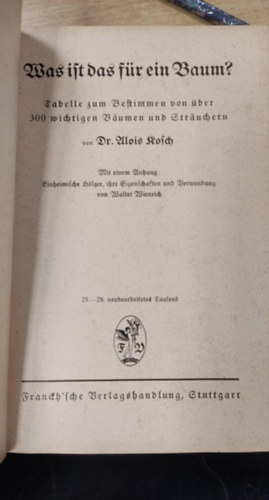 Was ist das für ein Baum?
Tabelle zum Bestimmen von über
300 wichtigen Bäumen und Sträuchern
von Dr. Alois Kosch
Mit einem Anhang
Einheimische Hölzer, ihre Eigenschaften und Verwendung
von Walter
25.—28. neubearbeitetes Tausend
F V
Franckh'sche Verlagshandlung, Stuttgart